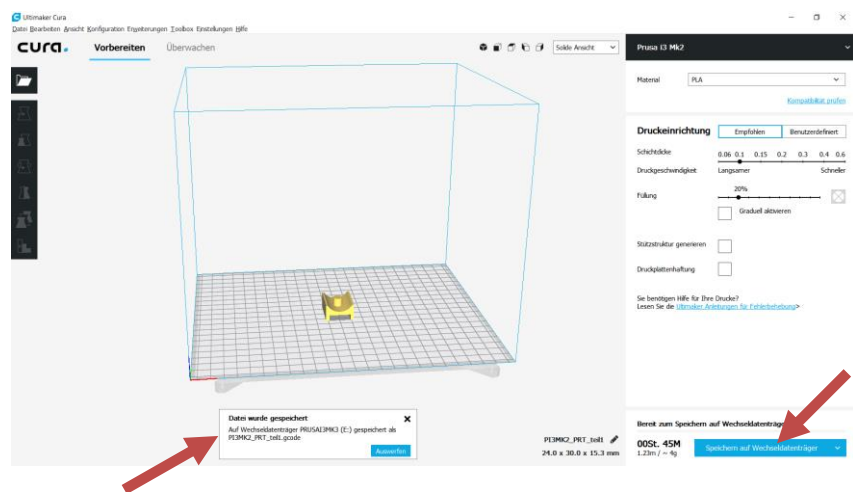 Ultimaker Cura
Datei Bearbeiten Ansicht Konfiguration Erweiterungen Toolbox Einstellungen Hilfe
cura.
Vorbereiten
Überwachen
Solide Ansicht
Prusa i3 Mk2
Material
PLA
Kompatibilität prüfen
Druckeinrichtung
Empfohlen
Benutzerdefiniert
Schichtdicke
0.06 0.1 0.15 0.2 0.3 0.4 0.6
Druckgeschwindigkeit
Langsamer
Schneller
20%
Füllung
Graduell aktivieren
Stützstruktur generieren
Druckplattenhaftung
Sie benötigen Hilfe für Ihre Drucke?
Lesen Sie die Ultimaker Anleitungen für Fehlerbehebung>
Datei wurde gespeichert
Auf Wechseldatenträger PRUSAI3MK3 (E:) gespeichert als
PI3MK2_PRT_teil1.gcode
Auswerfen
PI3MK2_PRT_teil1
24.0 x 30.0 x 15.3 mm
Bereit zum Speichern auf Wechseldatenträge
00St. 45M
1.23m / ~ 4g
Speichern auf Wechseldatenträger